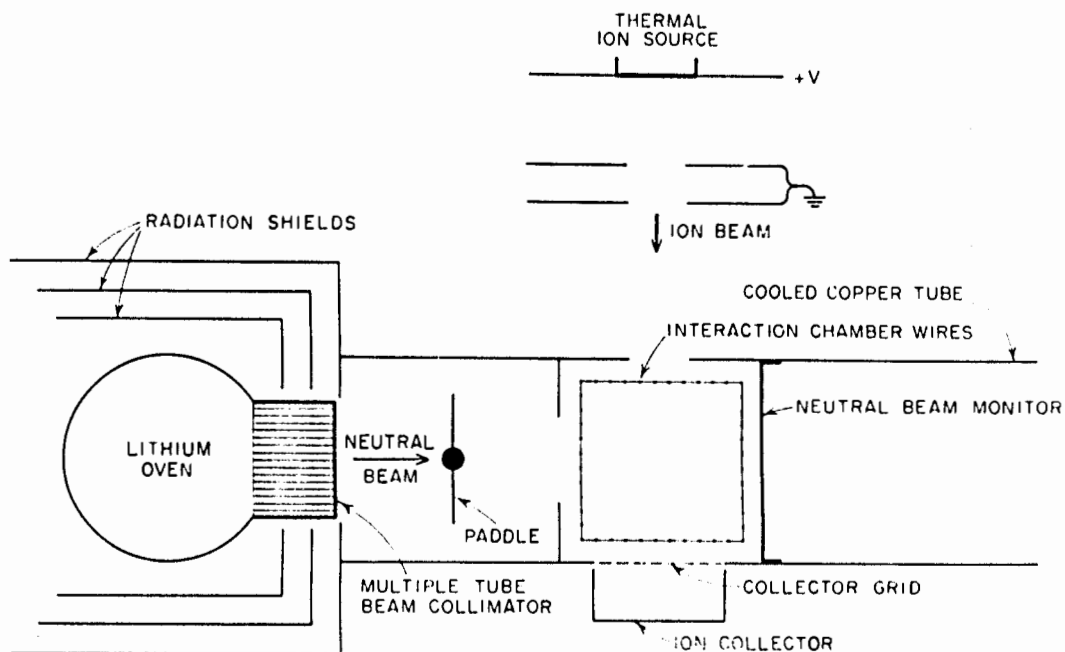 THERMAL
ION SOURCE
+V
RADIATION SHIELDS
ION BEAM
COOLED COPPER TUBE
INTERACTION CHAMBER WIRES
NEUTRAL BEAM MONITOR
LITHIUM
OVEN
NEUTRAL
BEAM
PADDLE
MULTIPLE TUBE
BEAM COLLIMATOR
COLLECTOR GRID
ION COLLECTOR